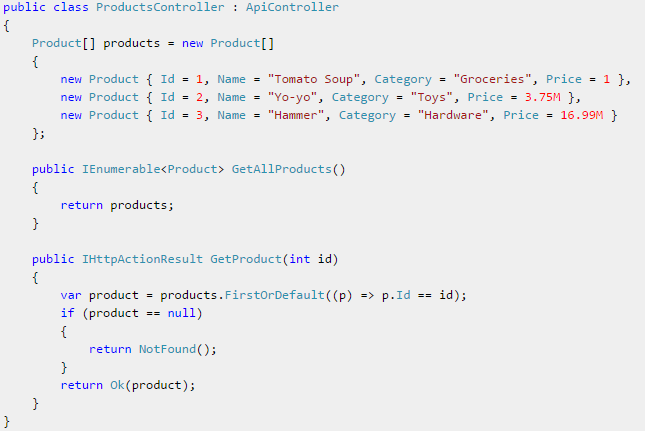 public class ProductsController : ApiController
{
    Product[] products = new Product[]
    {
        new Product { Id = 1, Name = "Tomato Soup", Category = "Groceries", Price = 1 },
        new Product { Id = 2, Name = "Yo-yo", Category = "Toys", Price = 3.75M },
        new Product { Id = 3, Name = "Hammer", Category = "Hardware", Price = 16.99M }
    };

    public IEnumerable<Product> GetAllProducts()
    {
        return products;
    }

    public IHttpActionResult GetProduct(int id)
    {
        var product = products.FirstOrDefault((p) => p.Id == id);
        if (product == null)
        {
            return NotFound();
        }
        return Ok(product);
    }
}